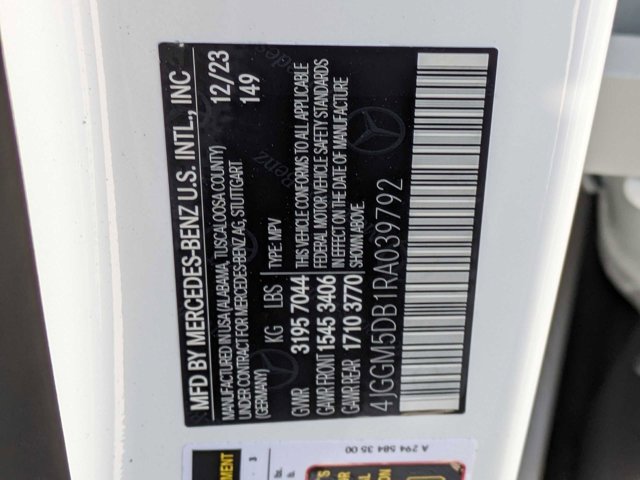 MFD BY MERCEDES-BENZ U.S. INTL., INC 12/23
MANUFACTURED IN USA (ALABAMA, TUSCALOOSA COUNTY) 149
UNDER CONTRACT FOR MERCEDES-BENZ AG, STUTTGART
(GERMANY)
KG LBS TYPE: MPV
GVWR 3195 7044 THIS VEHICLE CONFORMS TO ALL APPLICABLE
GAWR FRONT 1545 3406 FEDERAL MOTOR VEHICLE SAFETY STANDARDS
GAWR REAR 1710 3770 IN EFFECT ON THE DATE OF MANUFACTURE
SHOWN ABOVE.
4JGGM5DB1RA039792
A 294 584 35 00